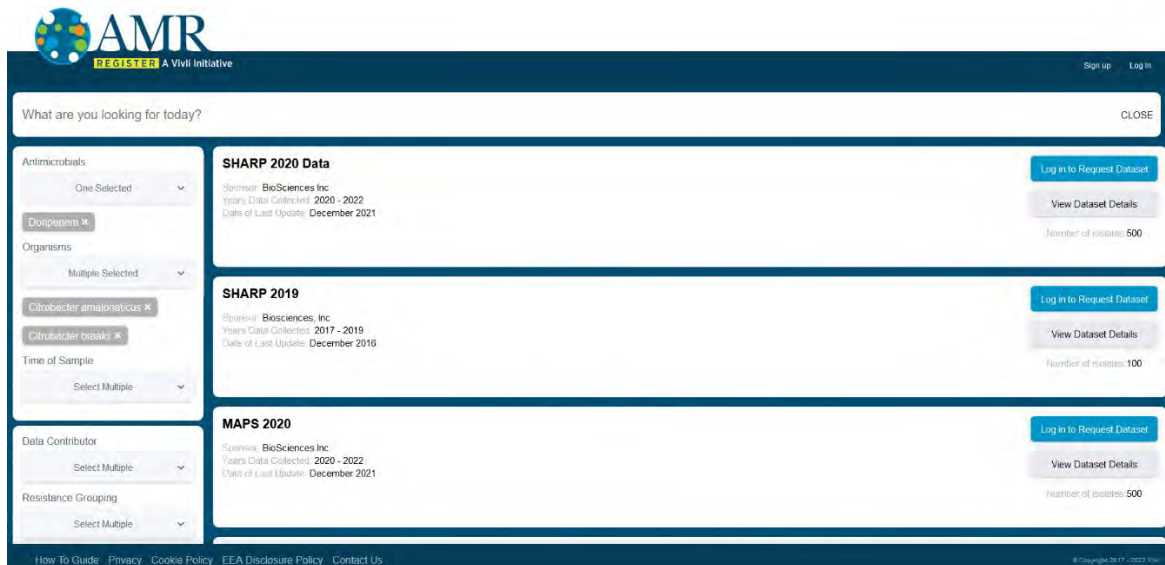 AMR
REGISTER A Vivli Initiative
Sign up Log In
What are you looking for today?
CLOSE
Antimicrobials
One Selected
Doripenem ×
Organisms
Multiple Selected
Citrobacter amalonaticus ×
Citrobacter braakii ×
Time of Sample
Select Multiple
Data Contributor
Select Multiple
Resistance Grouping
Select Multiple
SHARP 2020 Data
Sponsor: BioSciences Inc
Years Data Collected: 2020 - 2022
Date of Last Update: December 2021
Log in to Request Dataset
View Dataset Details
Number of isolates: 500
SHARP 2019
Sponsor: Biosciences, Inc
Years Data Collected: 2017 - 2019
Date of Last Update: December 2016
Log in to Request Dataset
View Dataset Details
Number of isolates: 100
MAPS 2020
Sponsor: BioSciences Inc
Years Data Collected: 2020 - 2022
Date of Last Update: December 2021
Log in to Request Dataset
View Dataset Details
Number of isolates: 500
How To Guide Privacy Cookie Policy EEA Disclosure Policy Contact Us
© Copyright 2017 - 2022 Vivli